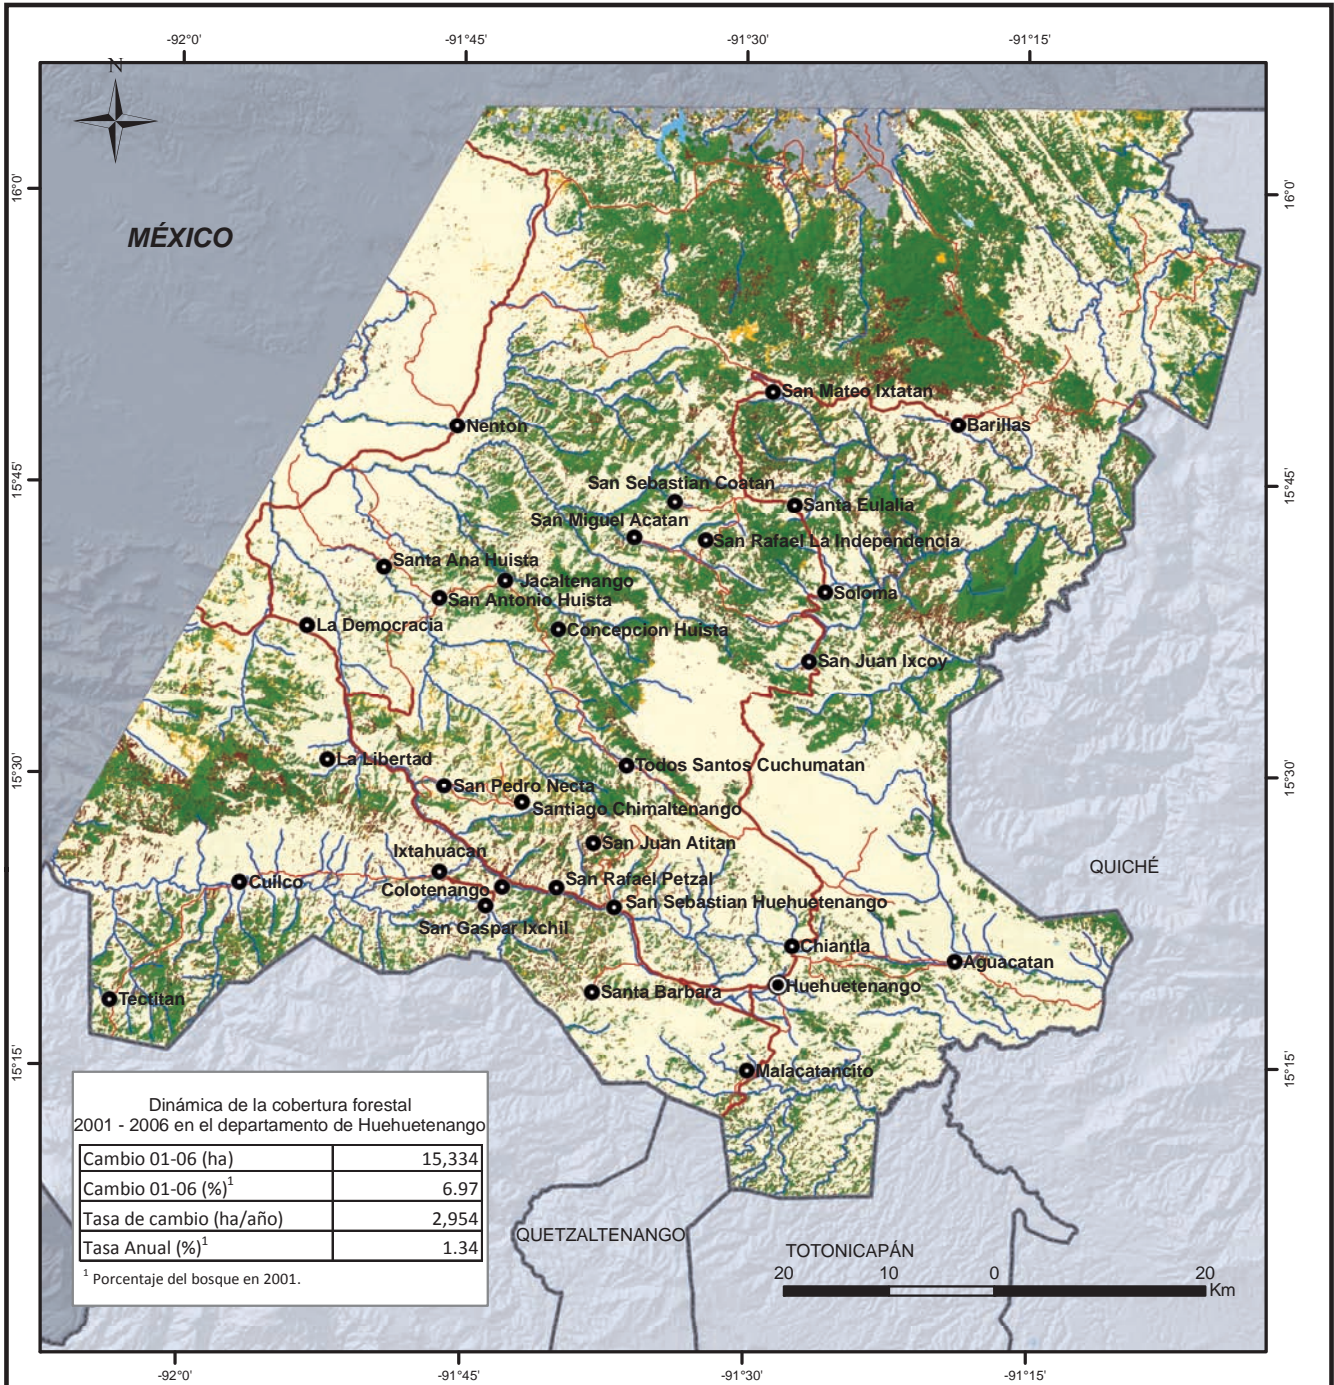 -92°0'
-91°45'
-91°30'
-91°15'
N
16°0'
16°0'
MÉXICO
San Mateo Ixtatan
Nenton
Barillas
15°45'
15°45'
San Sebastian Coatan
Santa Eulalia
San Miguel Acatan
San Rafael La Independencia
Santa Ana Huista
Jacaltenango
San Antonio Huista
Soloma
La Democracia
Concepcion Huista
San Juan Ixcoy
15°30'
15°30'
La Libertad
Todos Santos Cuchumatan
San Pedro Necta
Santiago Chimaltenango
San Juan Atitan
Ixtahuacan
QUICHÉ
Cuilco
Colotenango
San Rafael Petzal
San Sebastian Huehuetenango
San Gaspar Ixchil
Chiantla
Aguacatan
Tectitan
Santa Barbara
Huehuetenango
15°15'
15°15'
Malacatancito
Dinámica de la cobertura forestal
2001 - 2006 en el departamento de Huehuetenango
Cambio 01-06 (ha) 15,334
Cambio 01-06 (%)1 6.97
Tasa de cambio (ha/año) 2,954
Tasa Anual (%)1 1.34
1 Porcentaje del bosque en 2001.
QUETZALTENANGO
TOTONICAPÁN
20 10 0 20
Km
-92°0'
-91°45'
-91°30'
-91°15'